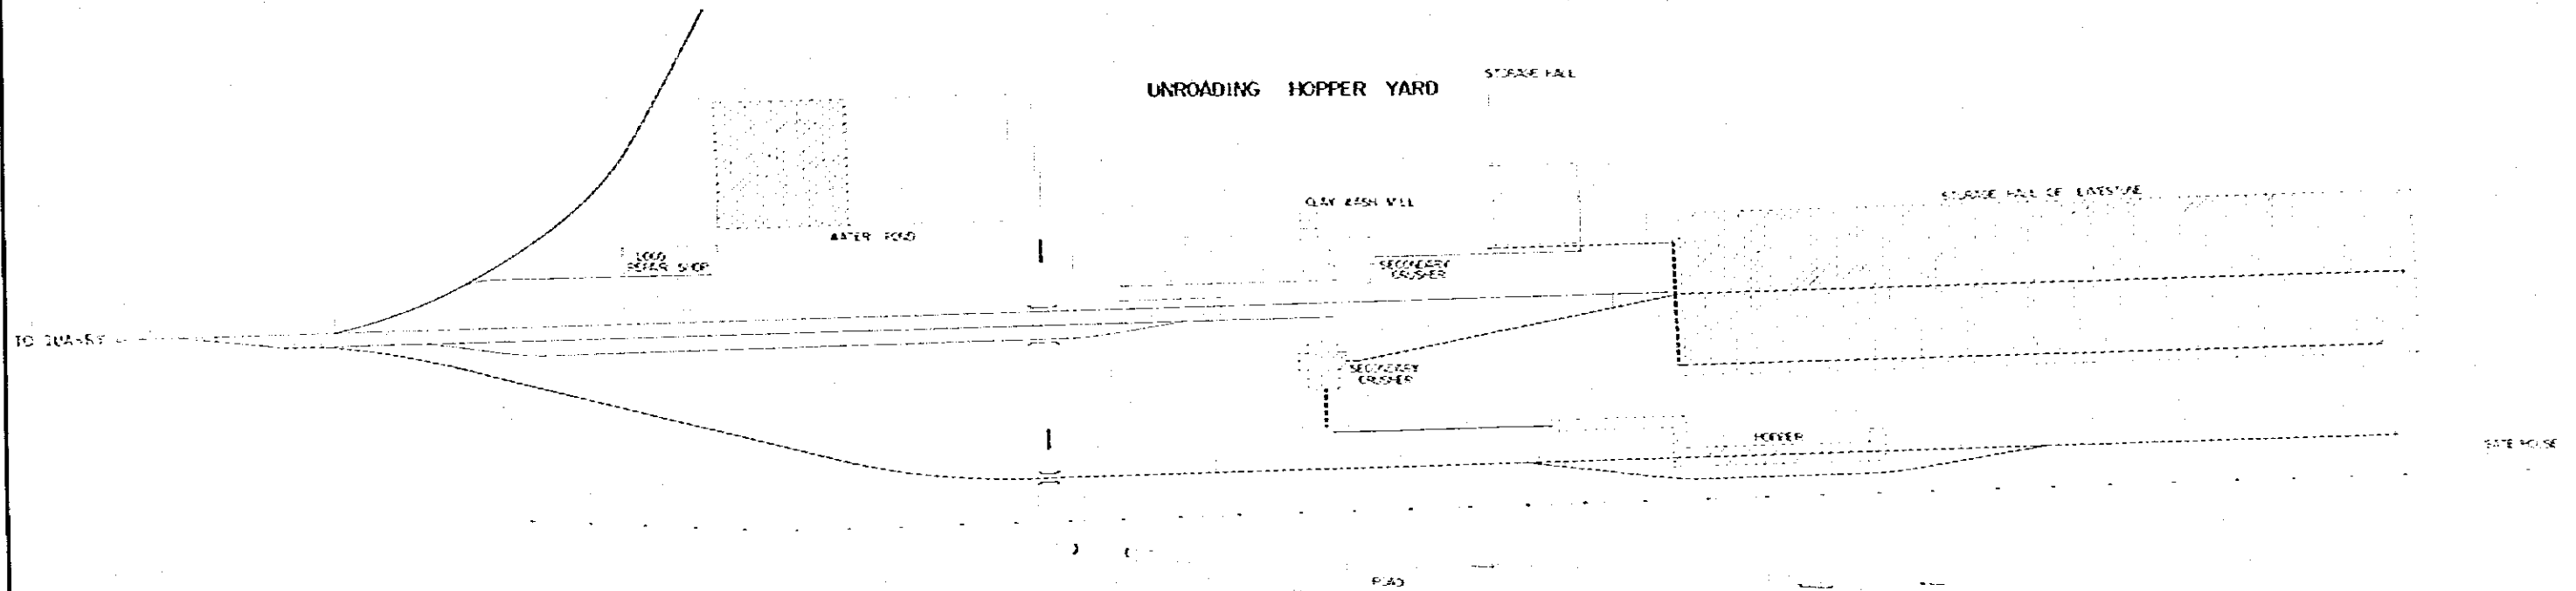 STORAGE HALL
UNROADING HOPPER YARD
STORAGE HALL OF LIMESTONE
CLAY WASH MILL
WATER POND
LOCO
REPAIR SHOP
SECONDARY
CRUSHER
TO QUARRY
SECONDARY
CRUSHER
HOPPER
GATE HOUSE
ROAD